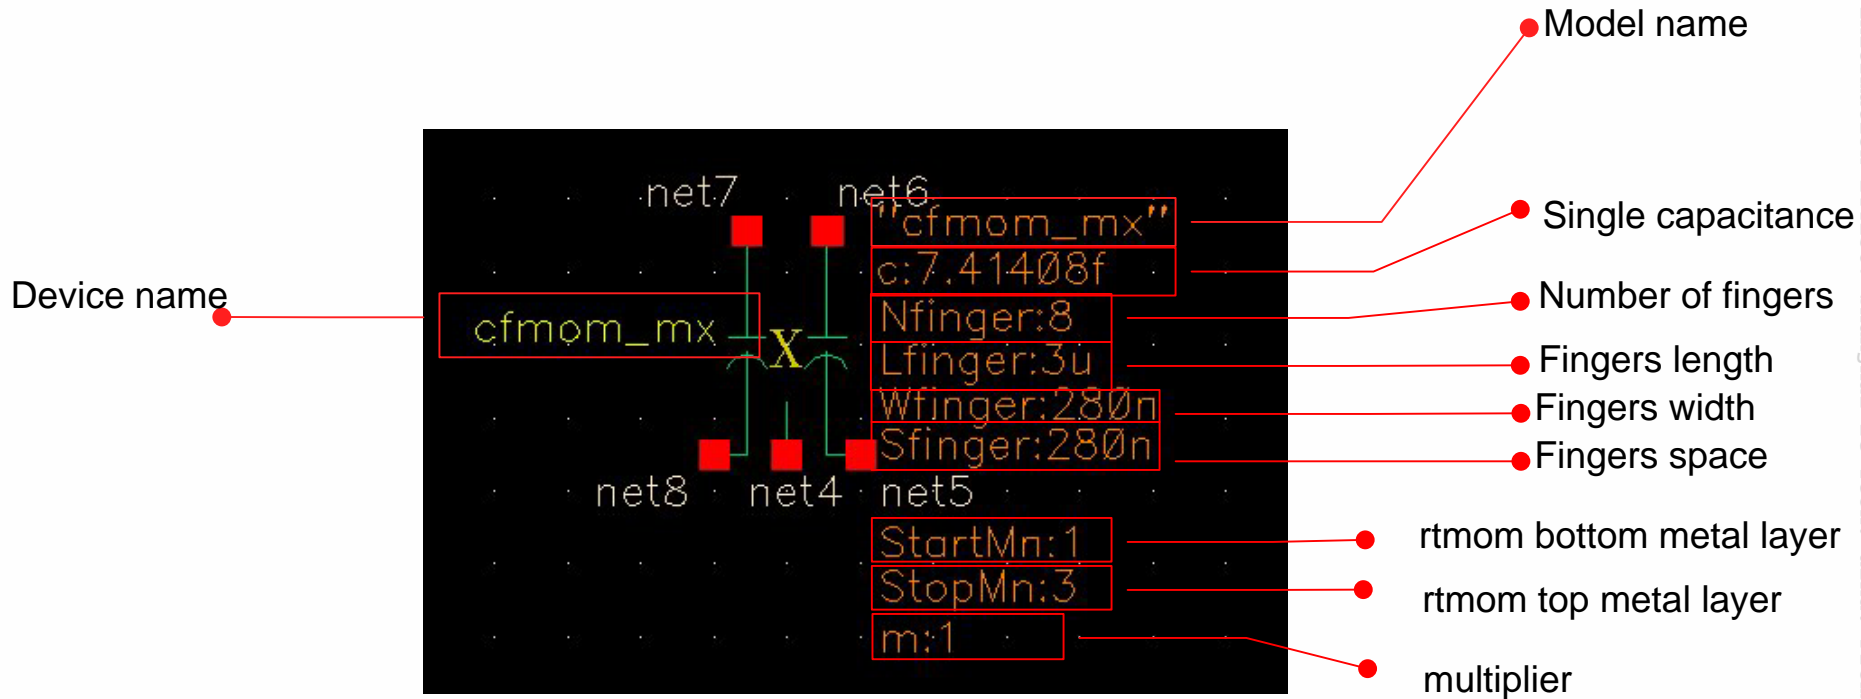 Model name
net7
net6
"cfmom_mx"
Single capacitance
c:7.41408f
Device name
Number of fingers
Nfinger:8
cfmom_mx
X
Lfinger:3u
Fingers length
Wfinger:280n
Fingers width
Sfinger:280n
Fingers space
net8
net4
net5
StartMn:1
rtmom bottom metal layer
StopMn:3
rtmom top metal layer
m:1
multiplier